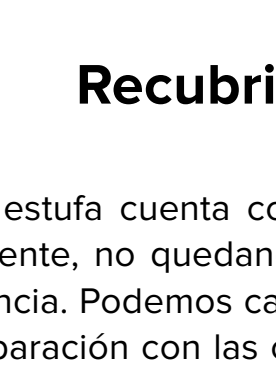 Recubri
estufa cuenta co
ente, no quedan
ncia. Podemos ca
paración con las